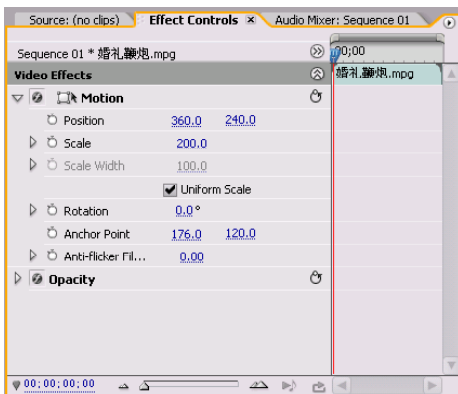 Source: (no clips) Effect Controls Audio Mixer: Sequence 01
Sequence 01 * 婚礼鞭炮.mpg 00;00
Video Effects 婚礼鞭炮.mpg
Motion
Position 360.0 240.0
Scale 200.0
Scale Width 100.0
Uniform Scale
Rotation 0.0°
Anchor Point 176.0 120.0
Anti-flicker Fil... 0.00
Opacity
00;00;00;00